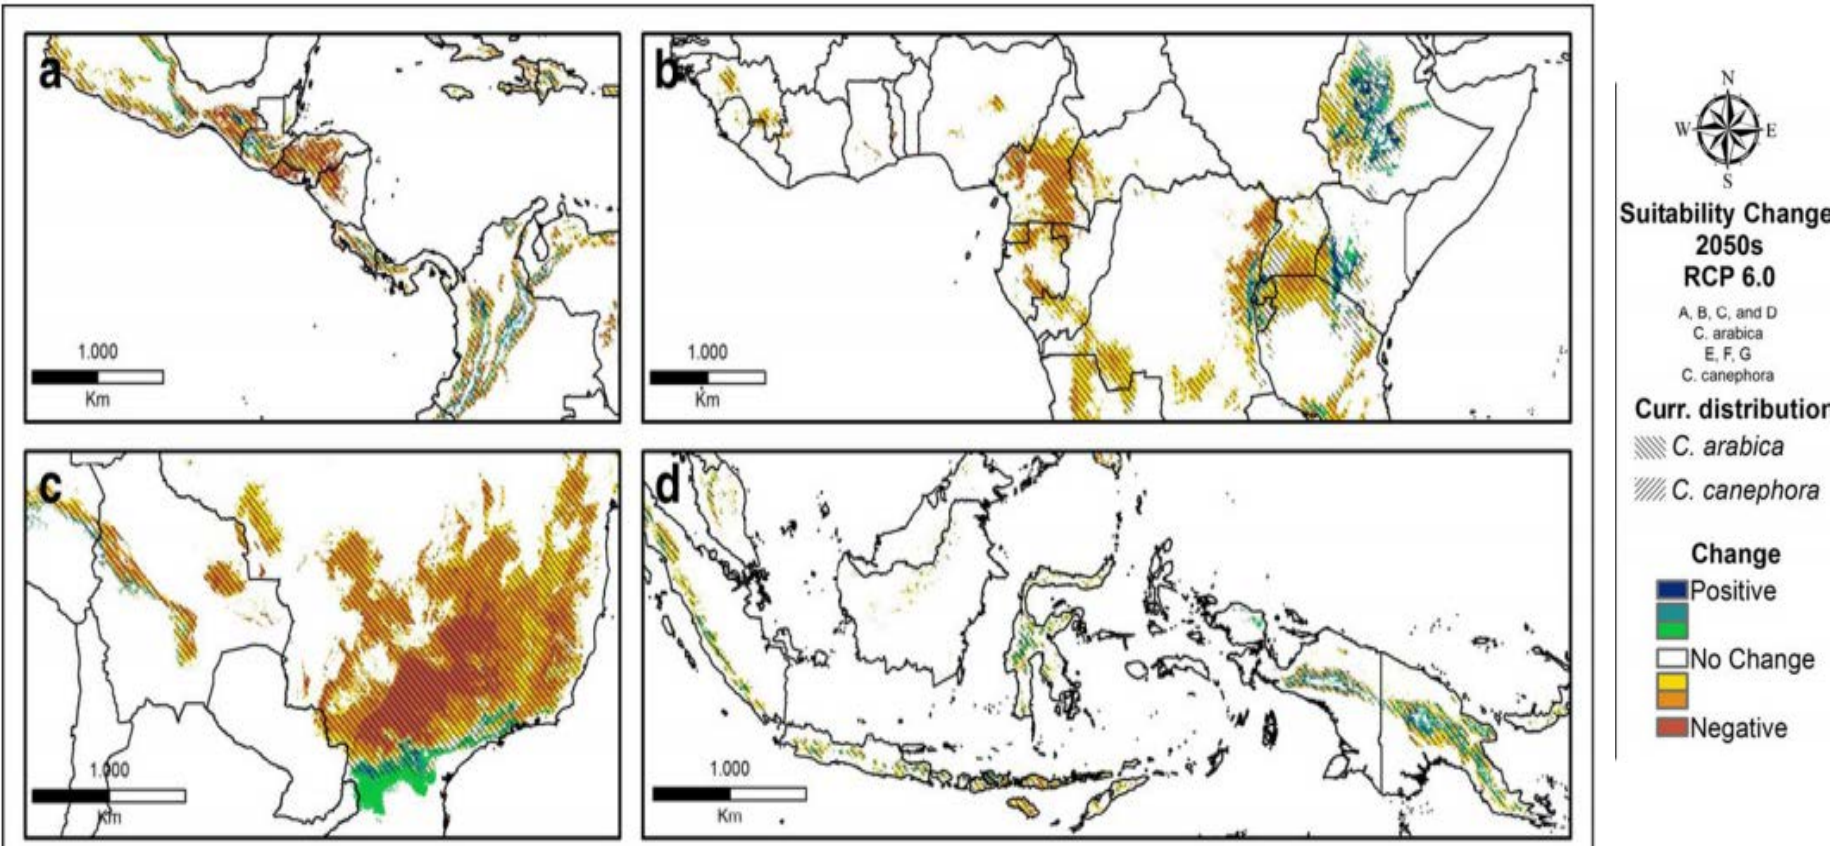 a
1.000
Km
b
1.000
Km
c
1.000
Km
d
1.000
Km
N
W
E
S
Suitability Change
2050s
RCP 6.0
A, B, C, and D
C. arabica
E, F, G
C. canephora
Curr. distribution
C. arabica
C. canephora
Change
Positive
No Change
Negative